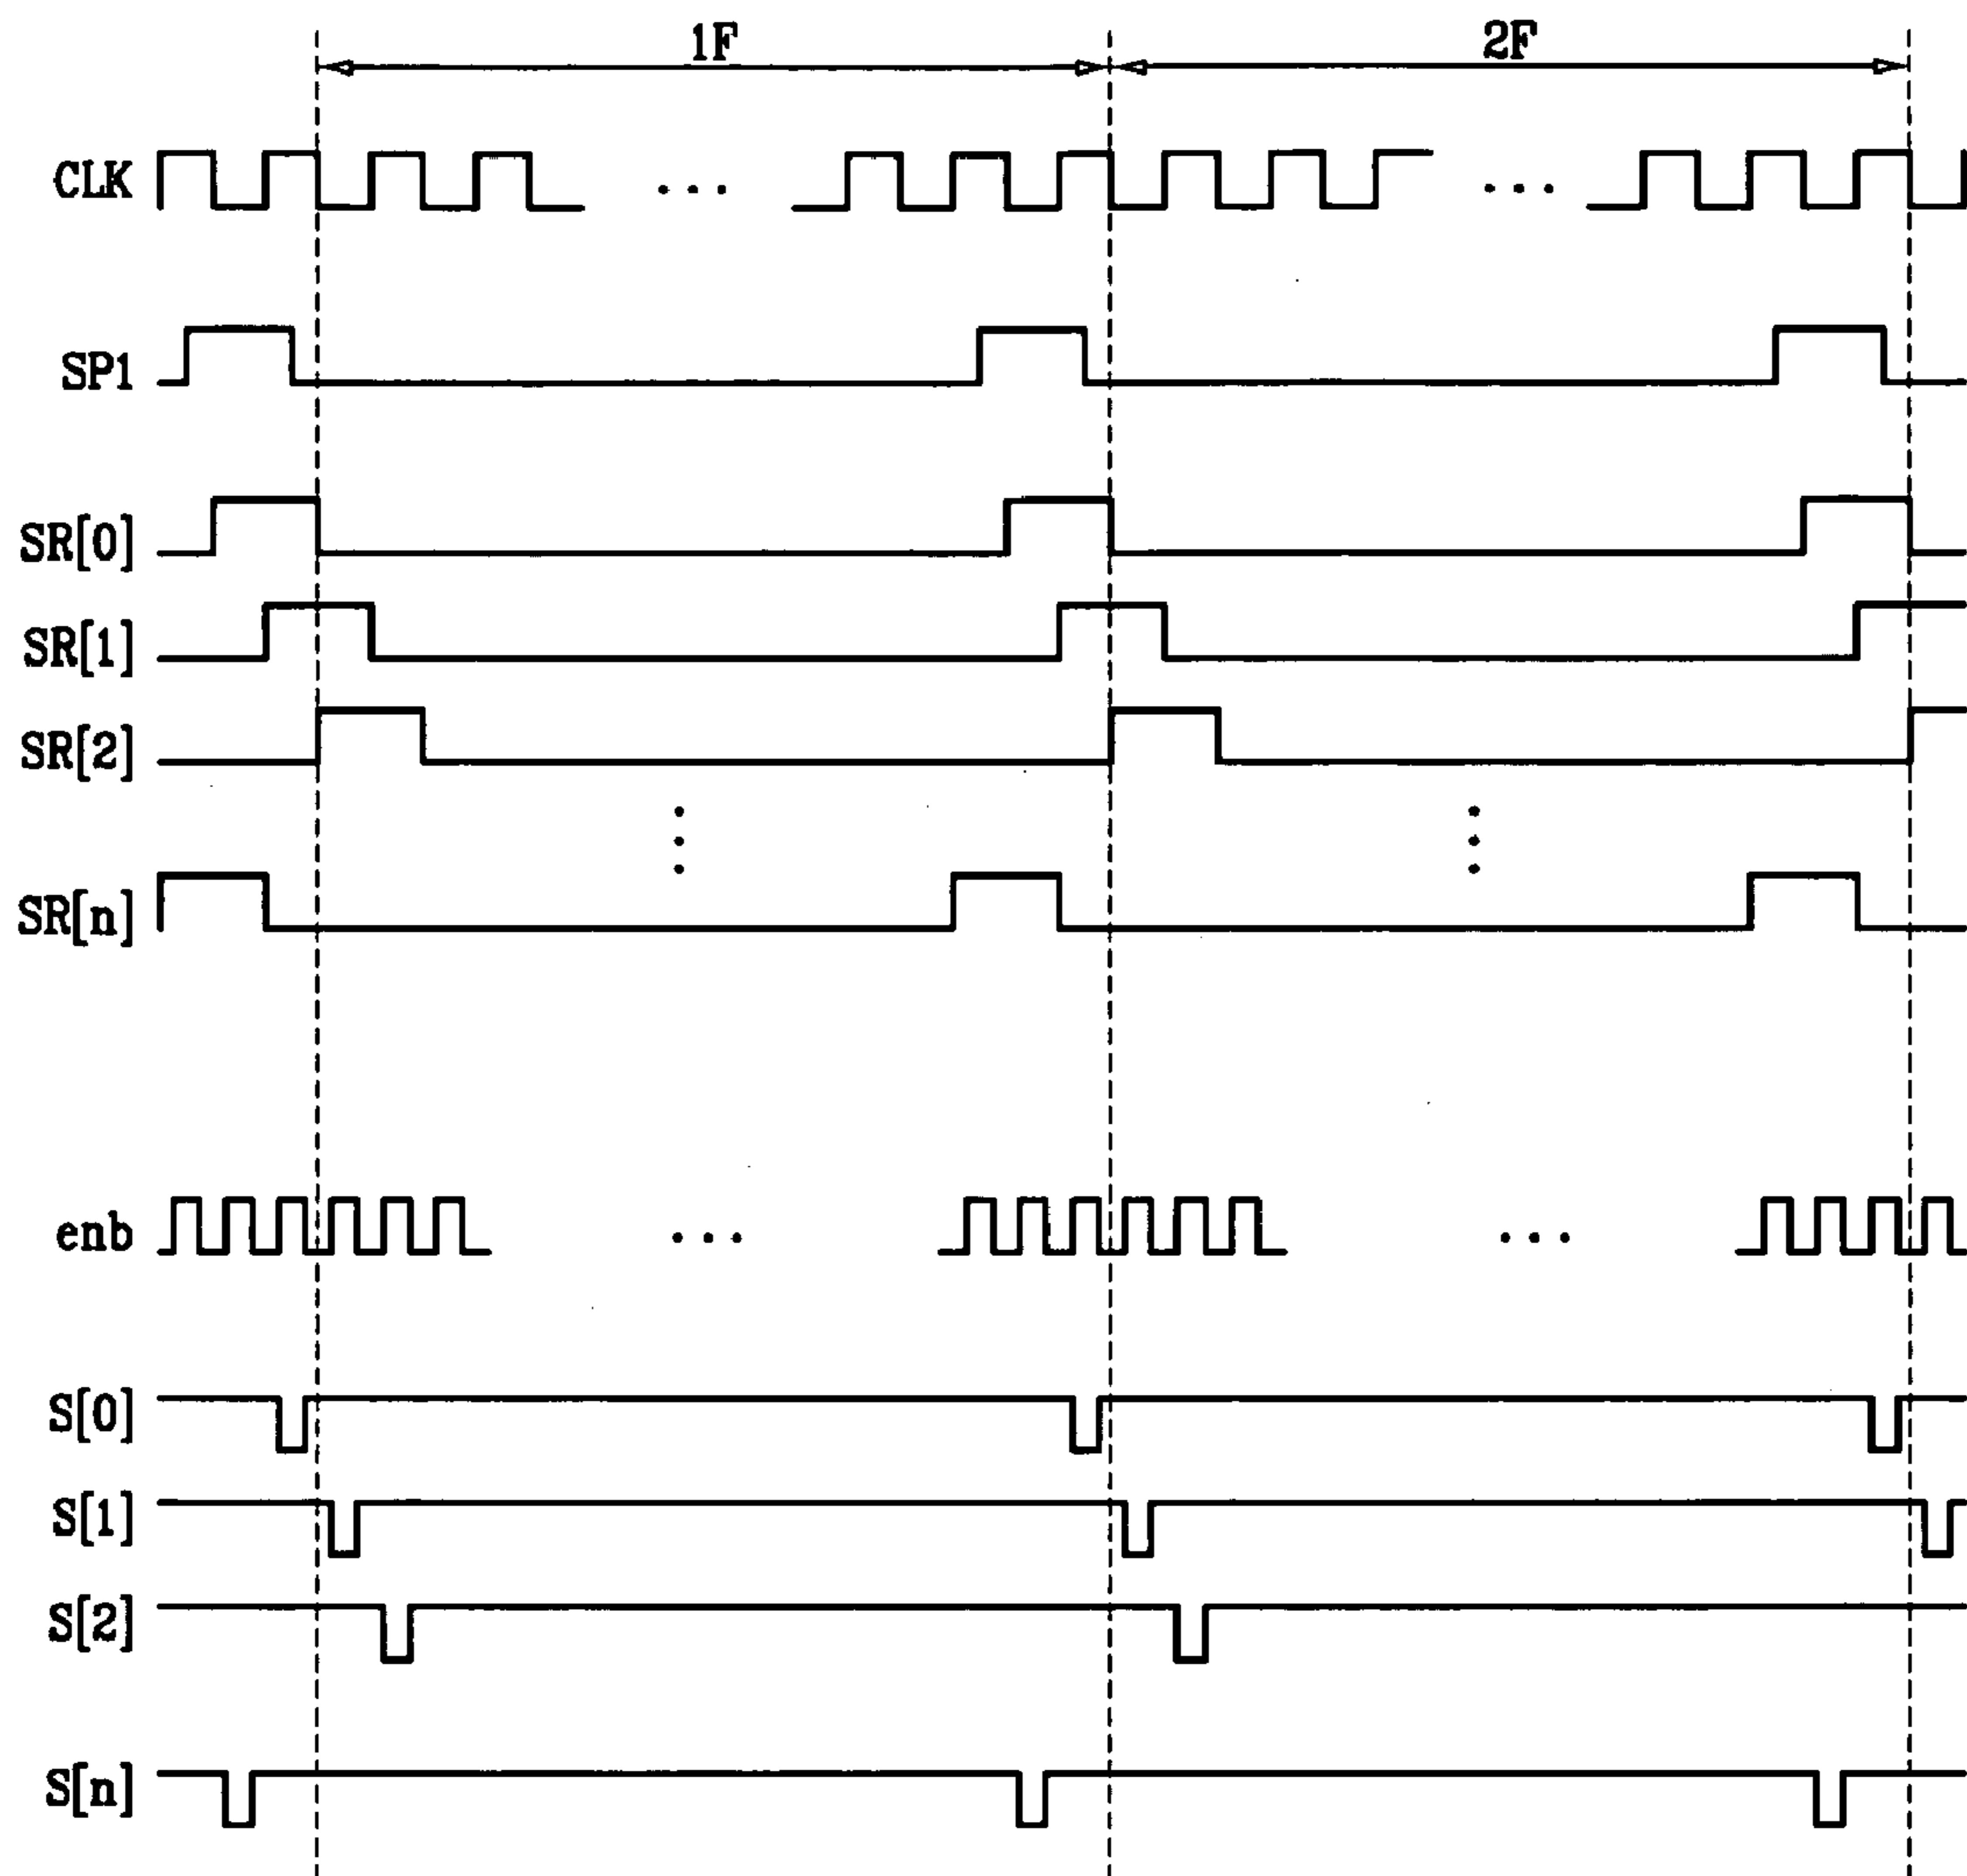 1F 2F
CLK
SP1
SR[0]
SR[1]
SR[2]
SR[n]
enb
S[0]
S[1]
S[2]
S[n]